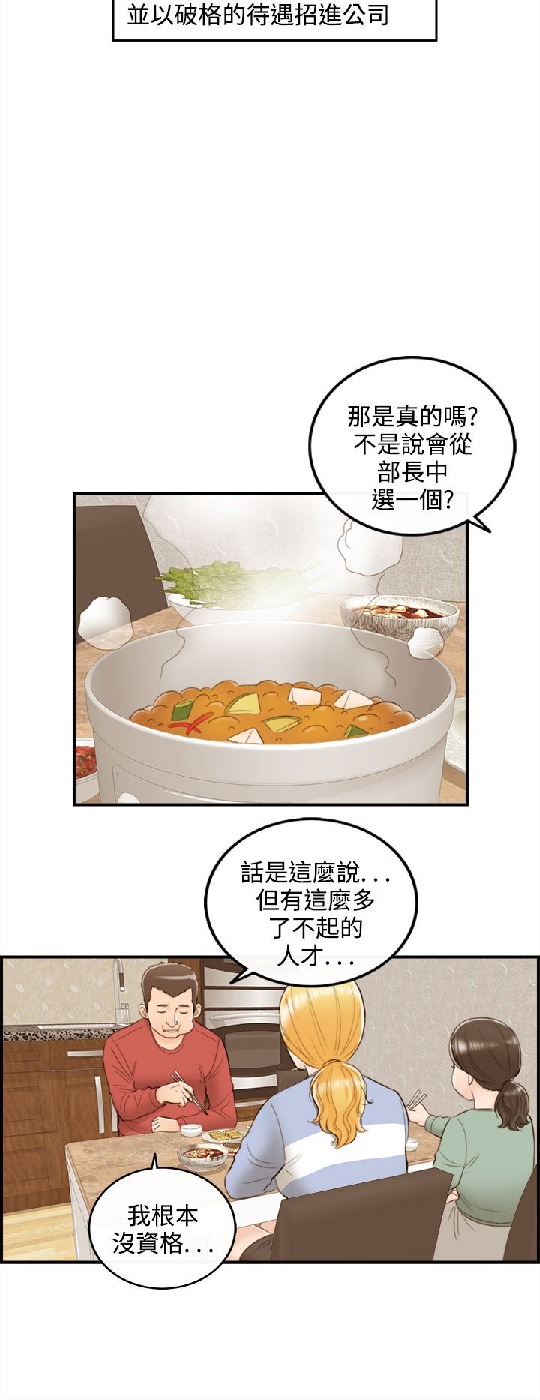 並以破格的待遇招進公司
那是真的嗎?
不是說會從
部長中
選一個?
話是這麼說...
但有這麼多
了不起的
人才...
我根本
沒資格...